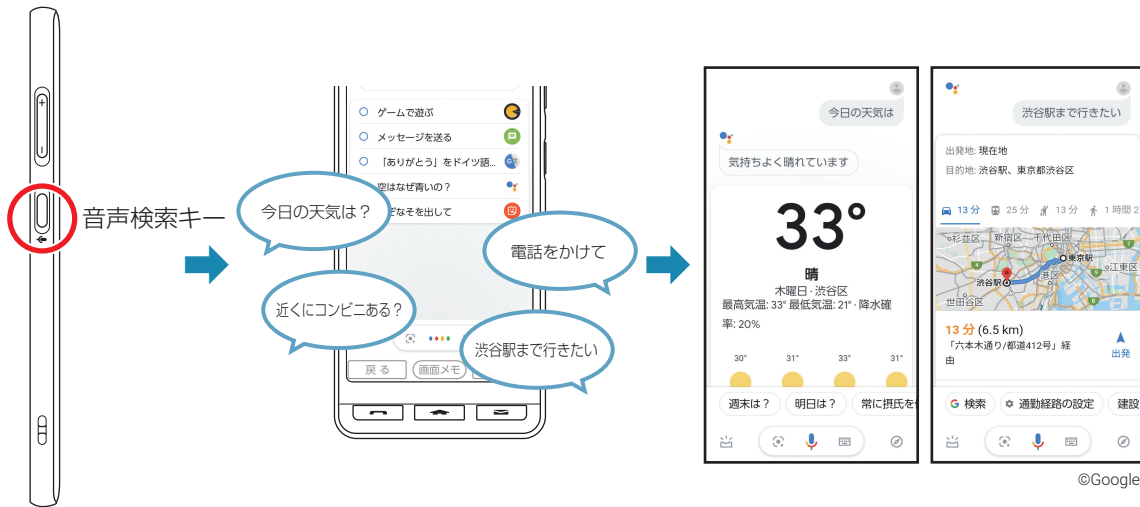 音声検索キー
ゲームで遊ぶ
メッセージを送る
「ありがとう」をドイツ語...
空はなぜ青いの？
ぞなぞを出して
今日の天気は？
電話をかけて
近くにコンビニある？
渋谷駅まで行きたい
戻る
画面メモ
今日の天気は
気持ちよく晴れています
33°
晴
木曜日・渋谷区
最高気温: 33° 最低気温: 21°・降水確
率: 20%
30° 31° 33° 31°
週末は？ 明日は？ 常に摂氏を
渋谷駅まで行きたい
出発地: 現在地
目的地: 渋谷駅、東京都渋谷区
13 分 25 分 13 分 1 時間 2
杉並区 新宿区 千代田区
東京駅
江東区
港区
渋谷駅
世田谷区
13 分 (6.5 km)
「六本木通り/都道412号」経
由
出発
G 検索 通勤経路の設定 建設
©Google